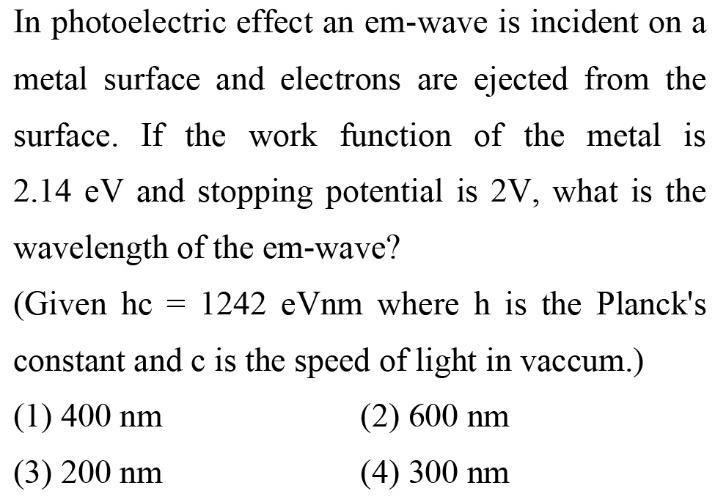 In photoelectric effect an em-wave is incident on a
metal surface and electrons are ejected from the
surface. If the work function of the metal is
2.14 eV and stopping potential is 2V, what is the
wavelength of the em-wave?
(Given hc = 1242 eVnm where h is the Planck's
constant and c is the speed of light in vaccum.)
(1) 400 nm (2) 600 nm
(3) 200 nm (4) 300 nm